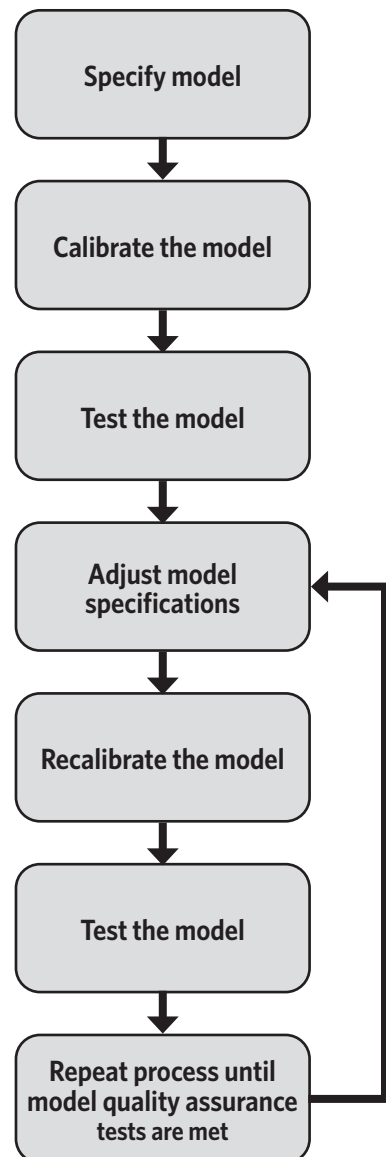 Specify model
Calibrate the model
Test the model
Adjust model
specifications
Recalibrate the model
Test the model
Repeat process until
model quality assurance
tests are met